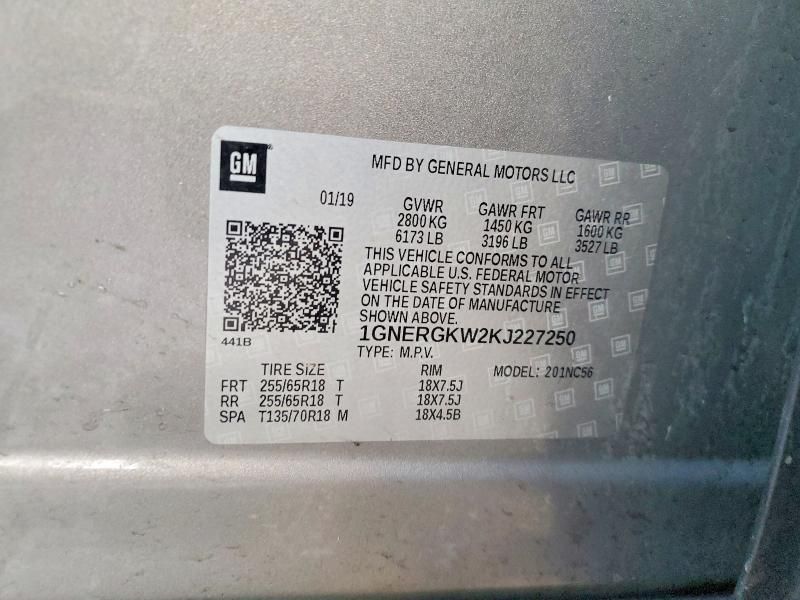 GM
MFD BY GENERAL MOTORS LLC
01/19
GVWR GAWR FRT GAWR RR
2800 KG 1450 KG 1600 KG
6173 LB 3196 LB 3527 LB
THIS VEHICLE CONFORMS TO ALL
APPLICABLE U.S. FEDERAL MOTOR
VEHICLE SAFETY STANDARDS IN EFFECT
ON THE DATE OF MANUFACTURE
SHOWN ABOVE.
441B
1GNERGKW2KJ227250
TYPE: M.P.V.
TIRE SIZE RIM MODEL: 201NC56
FRT 255/65R18 T 18X7.5J
RR 255/65R18 T 18X7.5J
SPA T135/70R18 M 18X4.5B